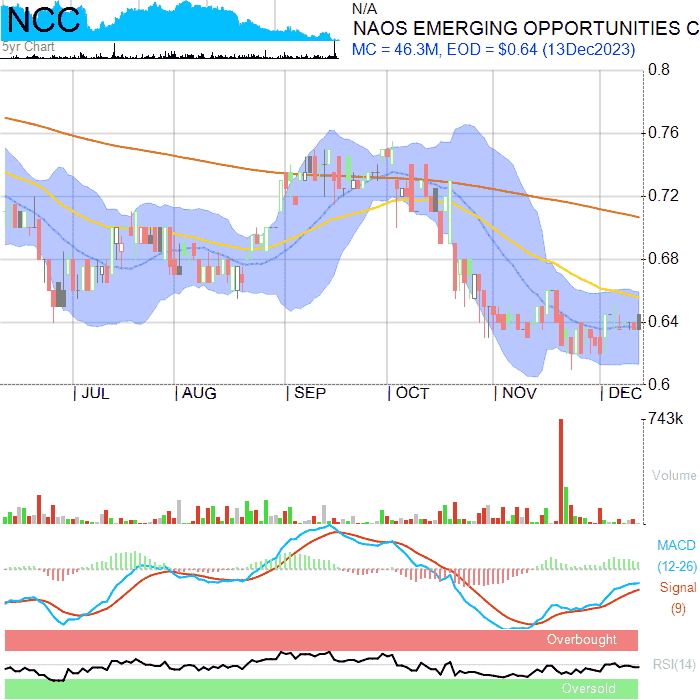 NCC
5yr Chart
N/A
NAOS EMERGING OPPORTUNITIES C
MC = 46.3M, EOD = $0.64 (13Dec2023)
0.8
0.76
0.72
0.68
0.64
0.6
JUL AUG SEP OCT NOV DEC
743k
Volume
MACD
(12-26)
Signal
(9)
Overbought
RSI(14)
Oversold